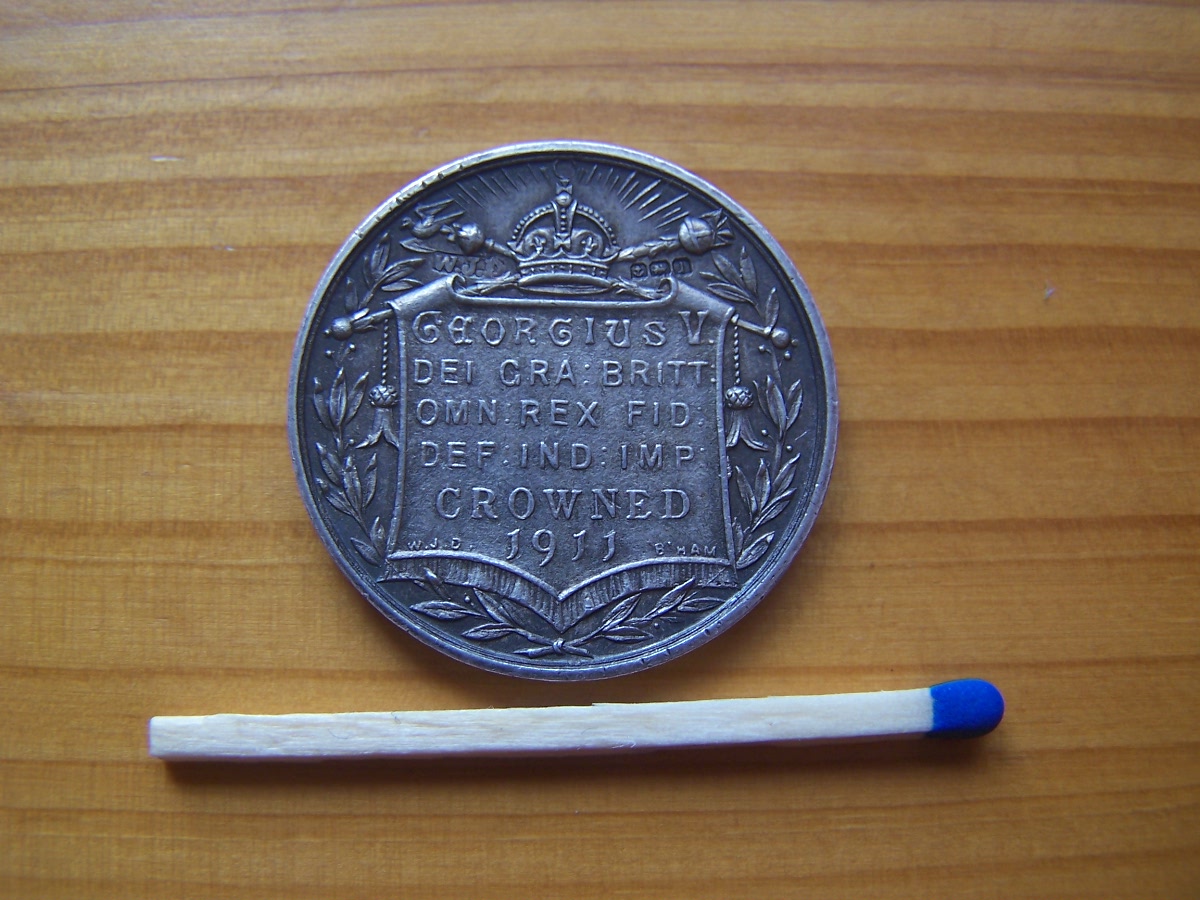 W.J.D
GEORGIUS V.
DEI GRA: BRITT:
OMN: REX FID:
DEF: IND: IMP
CROWNED
1911
W.J.D. B'HAM